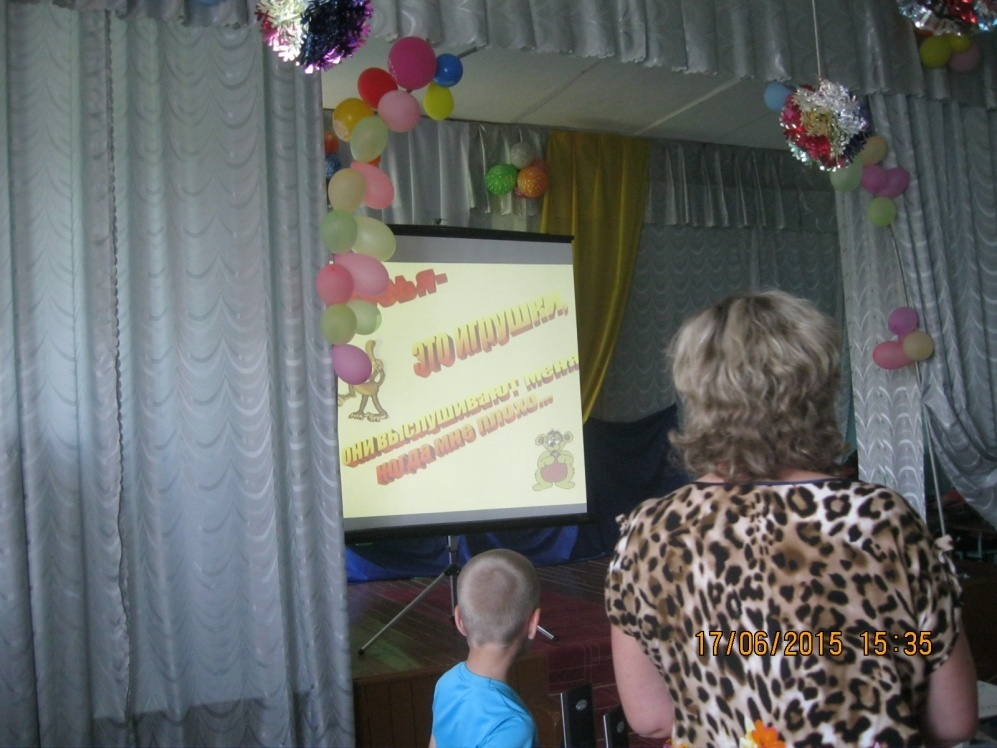 ЭТО ИГРУШКИ,
ОНИ ВЫСЛУШИВАЮТ МЕНЯ
КОГДА МНЕ ПЛОХО...
17/06/2015 15:35